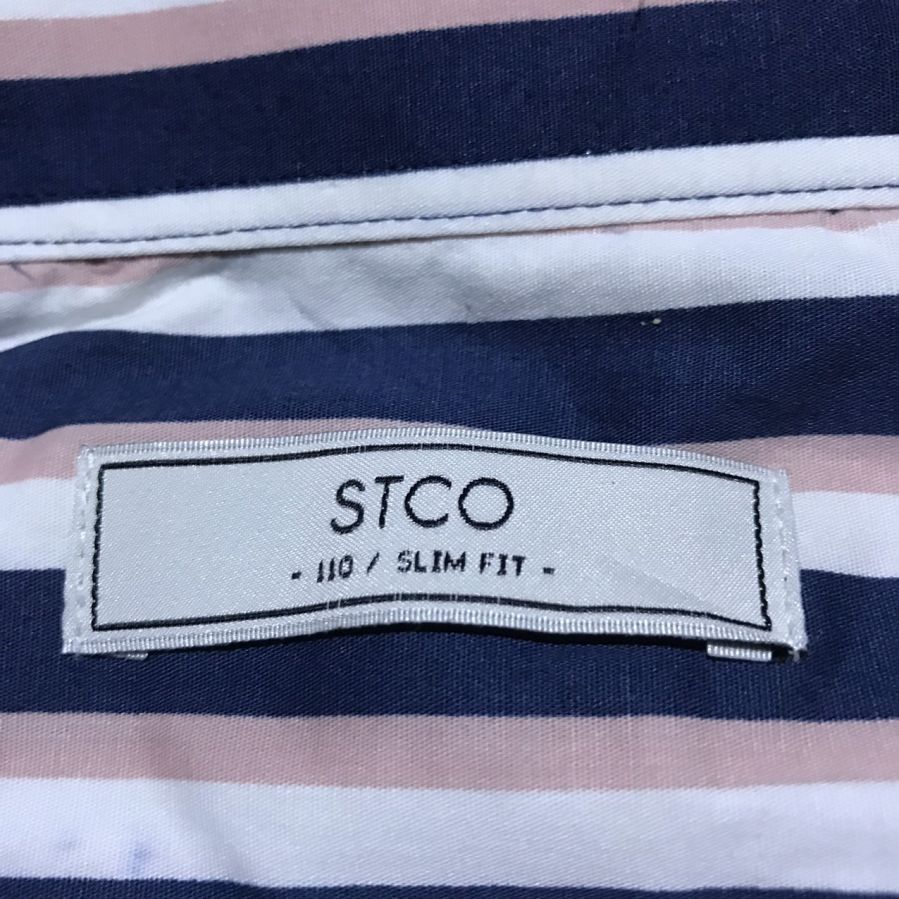 STCO
- 110 / SLIM FIT -